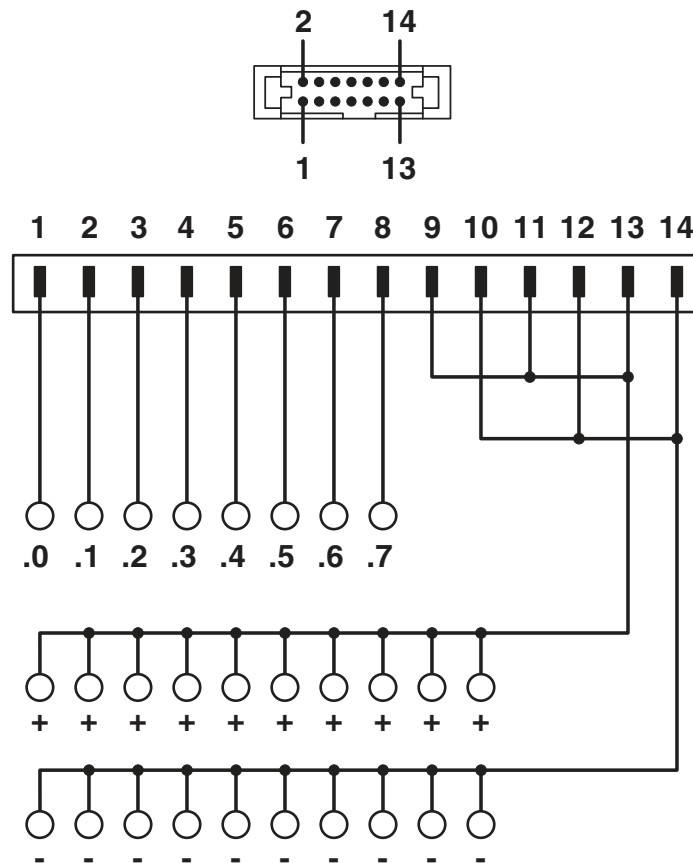 2 14
1 13
1 2 3 4 5 6 7 8 9 10 11 12 13 14
.0 .1 .2 .3 .4 .5 .6 .7
+ + + + + + + + + +
- - - - - - - - - -